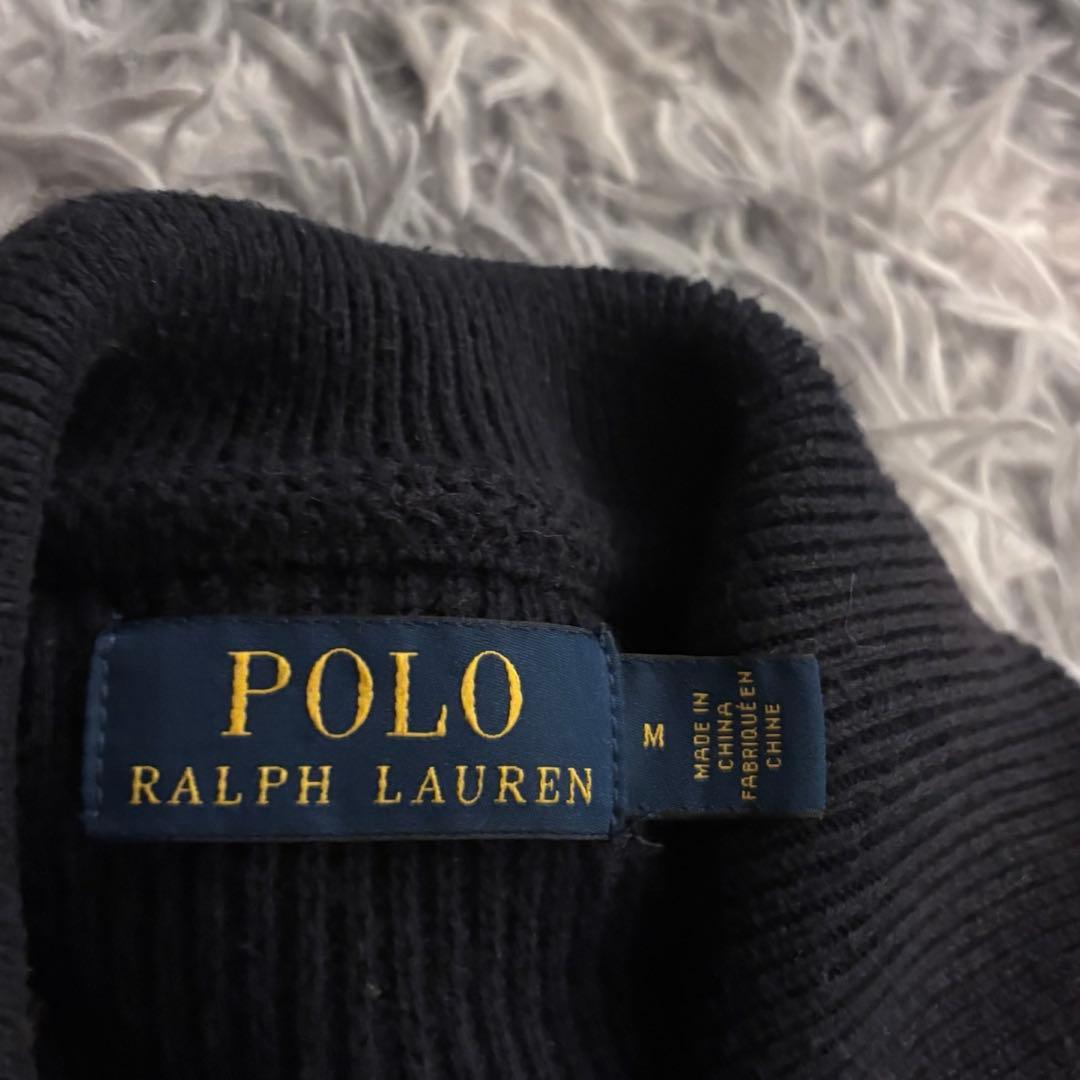 POLO
RALPH LAUREN
M
MADE IN
CHINA
FABRIQUÉ EN
CHINE